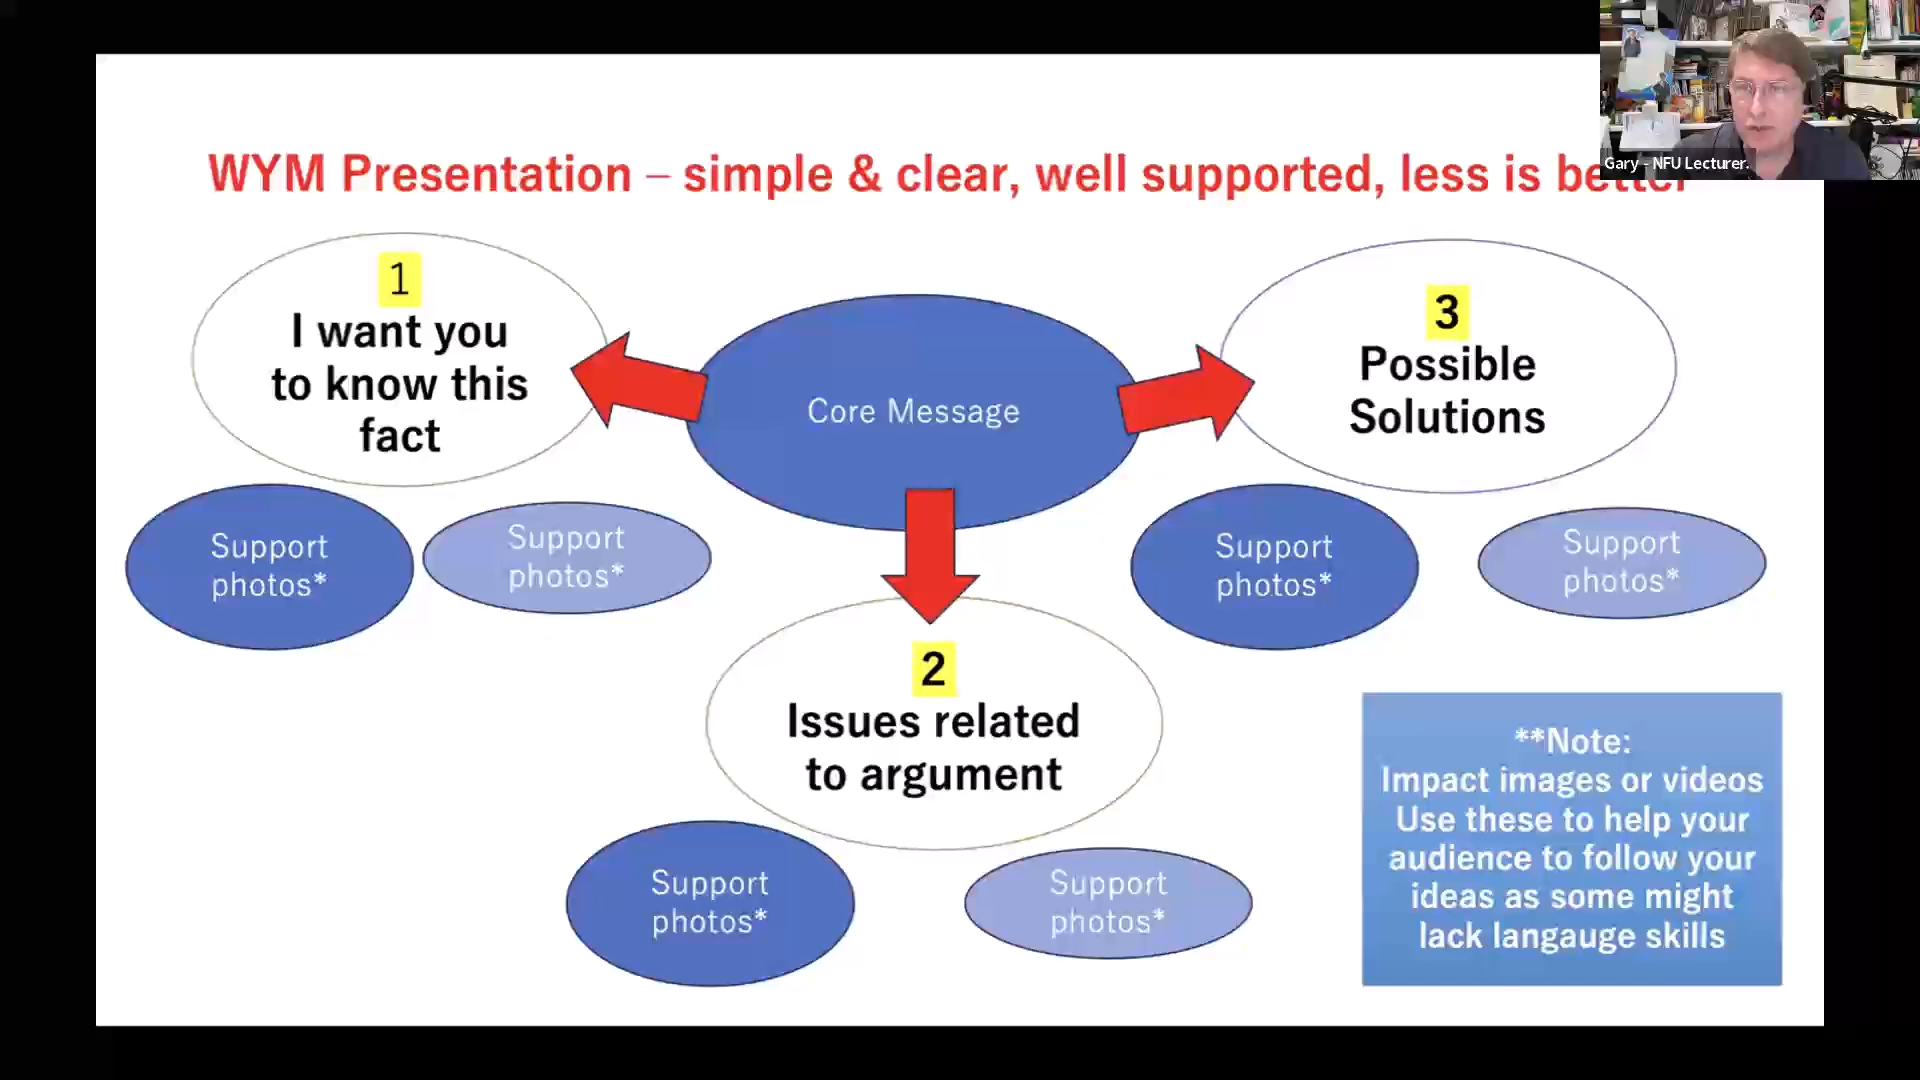 WYM Presentation – simple & clear, well supported, less is better
Gary - NFU Lecturer.
1
I want you
to know this
fact
Core Message
3
Possible
Solutions
Support
photos*
Support
photos*
Support
photos*
Support
photos*
2
Issues related
to argument
Support
photos*
Support
photos*
**Note:
Impact images or videos
Use these to help your
audience to follow your
ideas as some might
lack langauge skills